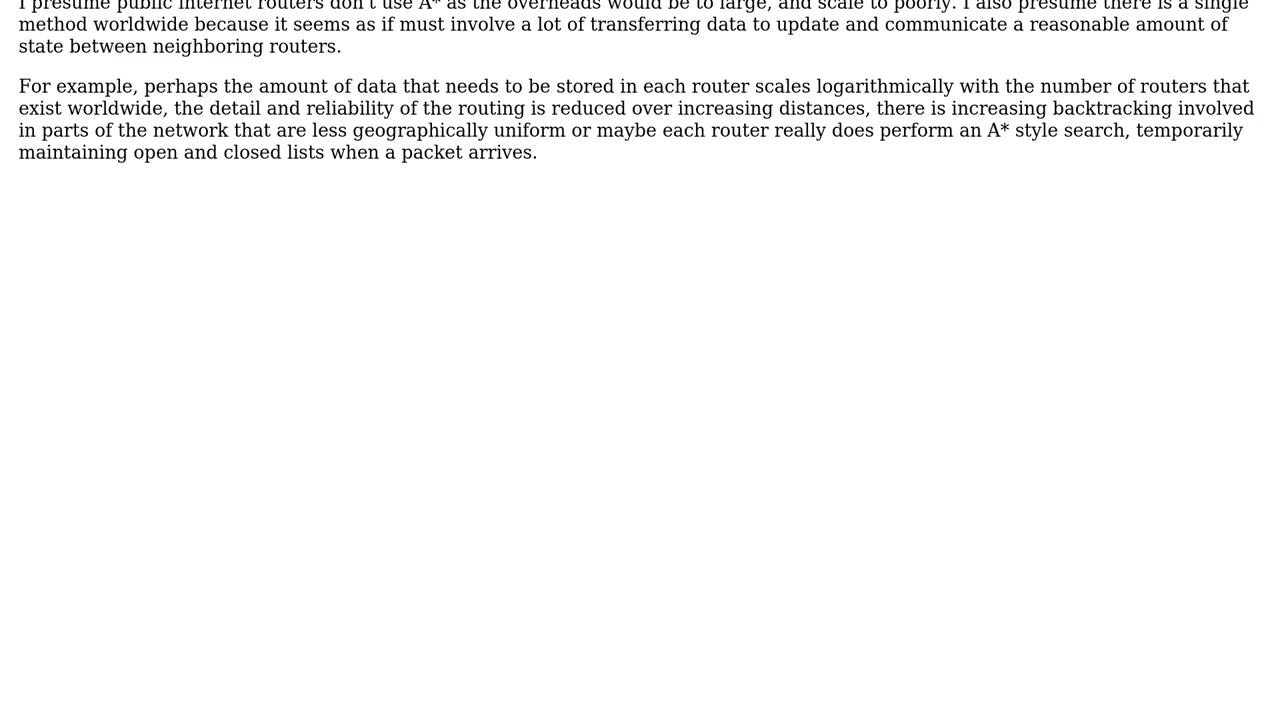 I presume public internet routers don't use A* as the overheads would be to large, and scale to poorly. I also presume there is a single
method worldwide because it seems as if must involve a lot of transferring data to update and communicate a reasonable amount of
state between neighboring routers.
For example, perhaps the amount of data that needs to be stored in each router scales logarithmically with the number of routers that
exist worldwide, the detail and reliability of the routing is reduced over increasing distances, there is increasing backtracking involved
in parts of the network that are less geographically uniform or maybe each router really does perform an A* style search, temporarily
maintaining open and closed lists when a packet arrives.